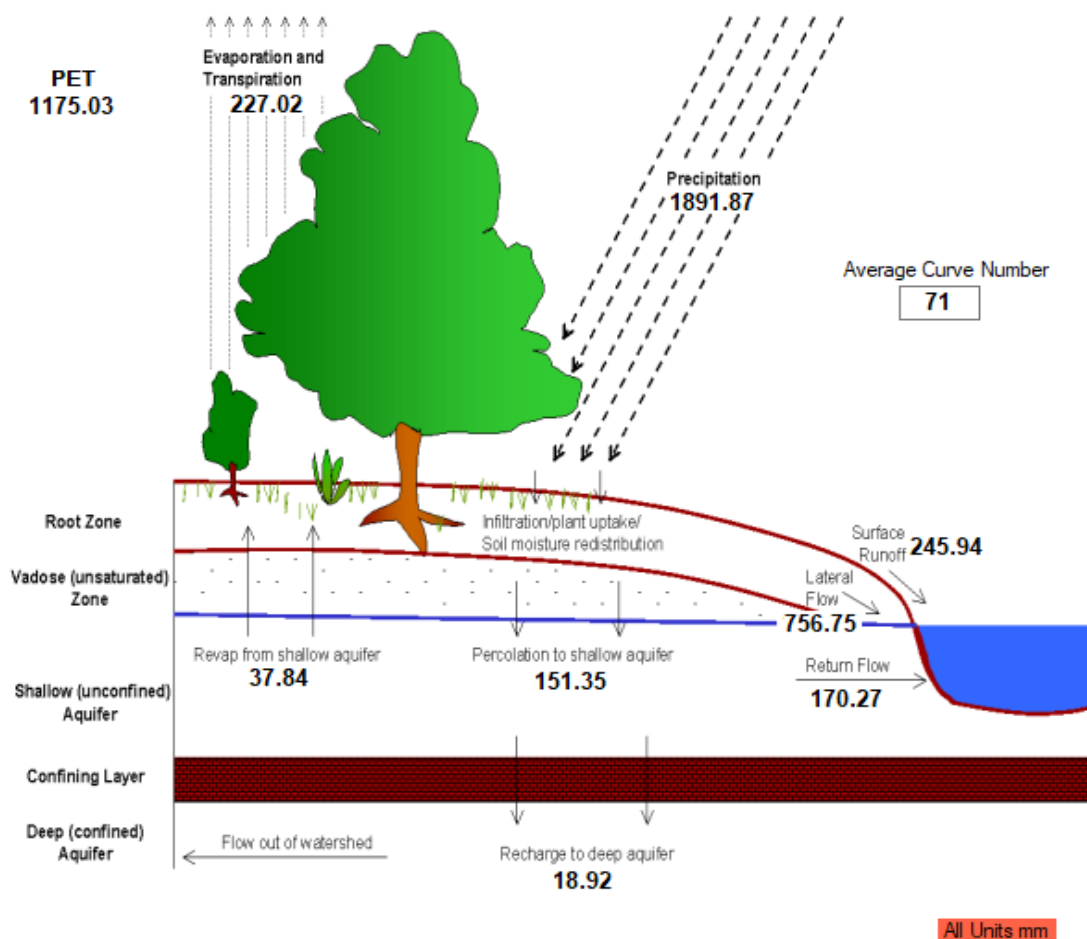 PET
1175.03
Evaporation and
Transpiration
227.02
Precipitation
1891.87
Average Curve Number
71
Root Zone
Infiltration/plant uptake/
Soil moisture redistribution
Surface
Runoff
245.94
Vadose (unsaturated)
Zone
Lateral
Flow
756.75
Revap from shallow aquifer
37.84
Percolation to shallow aquifer
151.35
Return Flow
170.27
Shallow (unconfined)
Aquifer
Confining Layer
Deep (confined)
Aquifer
Flow out of watershed
Recharge to deep aquifer
18.92
All Units mm